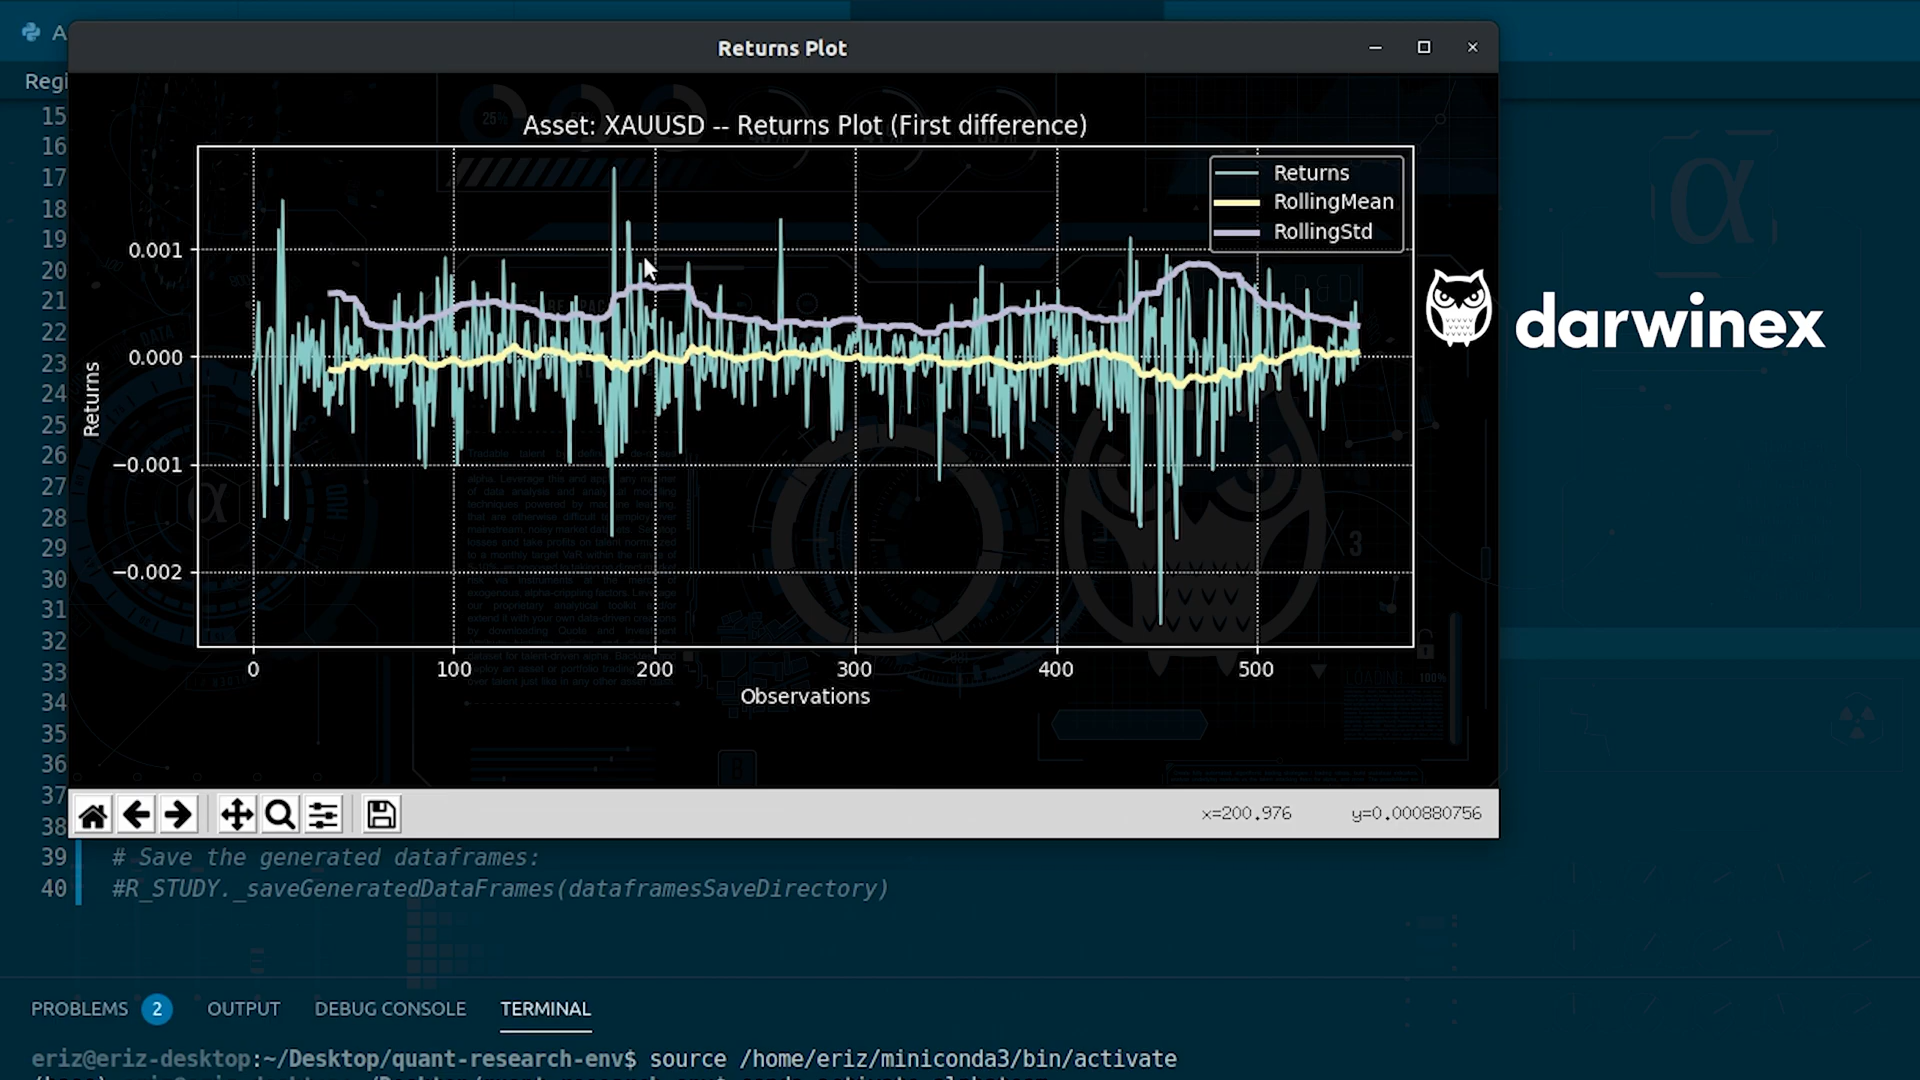 A
Returns Plot
Regi
Asset: XAUUSD -- Returns Plot (First difference)
Returns
RollingMean
RollingStd
0.001
0.000
−0.001
−0.002
Returns
0
100
200
300
400
500
Observations
darwinex
x=200.976 y=0.000880756
15
16
17
18
19
20
21
22
23
24
25
26
27
28
29
30
31
32
33
34
35
36
37
38
39 # Save the generated dataframes:
40 #R_STUDY._saveGeneratedDataFrames(dataframesSaveDirectory)
PROBLEMS 2 OUTPUT DEBUG CONSOLE TERMINAL
eriz@eriz-desktop:~/Desktop/quant-research-env$ source /home/eriz/miniconda3/bin/activate